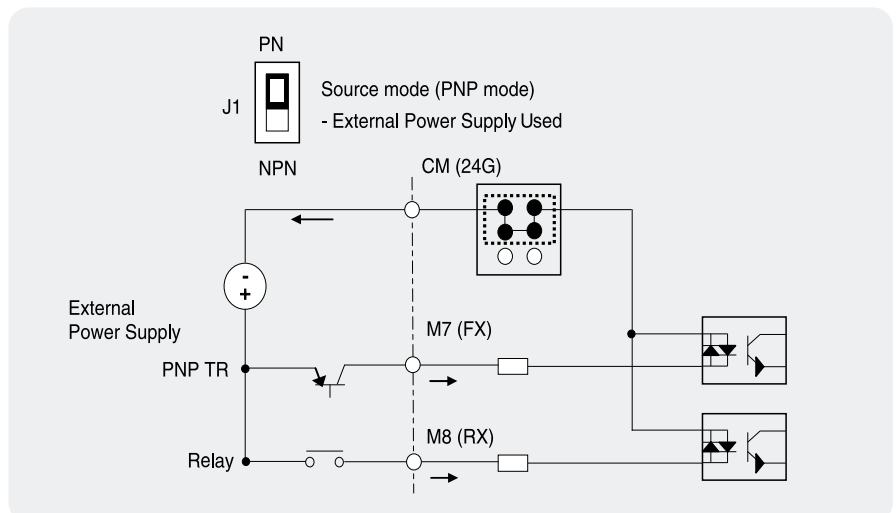 PN
J1
Source mode (PNP mode)
- External Power Supply Used
NPN
CM (24G)
-
+
External
Power Supply
M7 (FX)
PNP TR
M8 (RX)
Relay